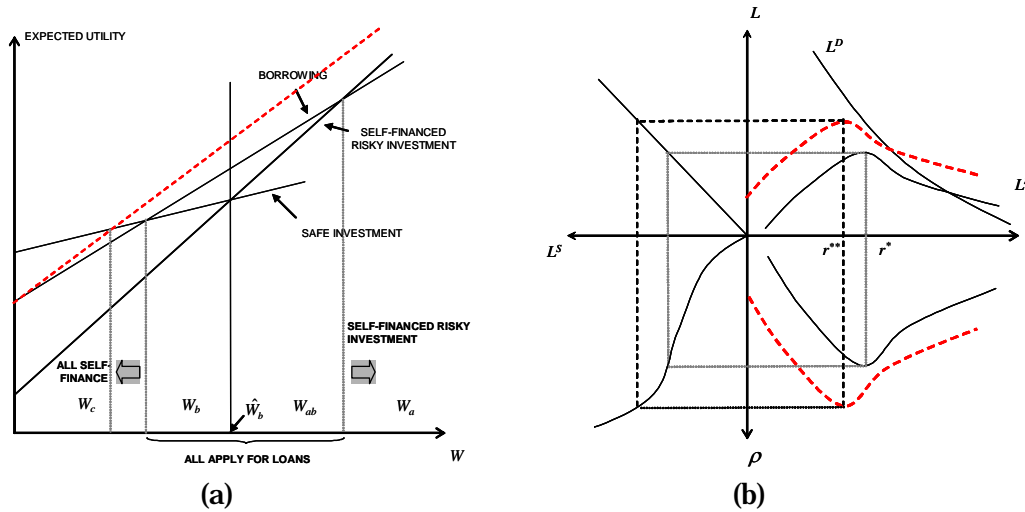 EXPECTED UTILITY
BORROWING
SELF-FINANCED
RISKY INVESTMENT
SAFE INVESTMENT
SELF-FINANCED RISKY
INVESTMENT
ALL SELF-
FINANCE
W_c
W_b
Ŵ_b
W_ab
W_a
W
ALL APPLY FOR LOANS
(a)
L
L^D
L^S
r^**
r^*
ρ
(b)